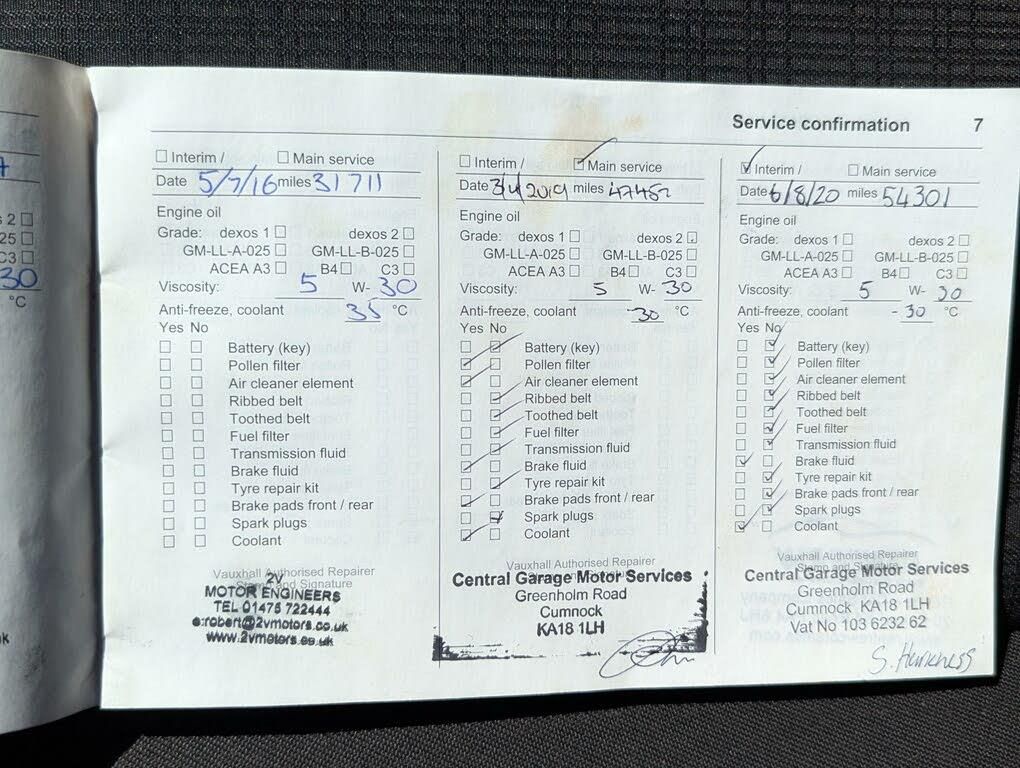 Service confirmation 7
Interim / Main service
Date 5/7/16 miles 31711
Engine oil
Grade: dexos 1 dexos 2
GM-LL-A-025 GM-LL-B-025
ACEA A3 B4 C3
Viscosity: 5 W- 30
Anti-freeze, coolant 35 °C
Yes No
Battery (key)
Pollen filter
Air cleaner element
Ribbed belt
Toothed belt
Fuel filter
Transmission fluid
Brake fluid
Tyre repair kit
Brake pads front / rear
Spark plugs
Coolant
Vauxhall Authorised Repairer
Stamp and Signature
2V
MOTOR ENGINEERS
TEL 01475 722444
e:robert@2vmotors.co.uk
www.2vmotors.co.uk
Interim / Main service
Date 3/4/2019 miles
Engine oil
Grade: dexos 1 dexos 2
GM-LL-A-025 GM-LL-B-025
ACEA A3 B4 C3
Viscosity: 5 W- 30
Anti-freeze, coolant -30 °C
Yes No
Battery (key)
Pollen filter
Air cleaner element
Ribbed belt
Toothed belt
Fuel filter
Transmission fluid
Brake fluid
Tyre repair kit
Brake pads front / rear
Spark plugs
Coolant
Vauxhall Authorised Repairer
Central Garage Motor Services
Greenholm Road
Cumnock
KA18 1LH
Interim / Main service
Date 6/8/20 miles 54301
Engine oil
Grade: dexos 1 dexos 2
GM-LL-A-025 GM-LL-B-025
ACEA A3 B4 C3
Viscosity: 5 W- 30
Anti-freeze, coolant -30 °C
Yes No
Battery (key)
Pollen filter
Air cleaner element
Ribbed belt
Toothed belt
Fuel filter
Transmission fluid
Brake fluid
Tyre repair kit
Brake pads front / rear
Spark plugs
Coolant
Vauxhall Authorised Repairer
Stamp and Signature
Central Garage Motor Services
Greenholm Road
Cumnock KA18 1LH
Vat No 103 6232 62
S. Harkness